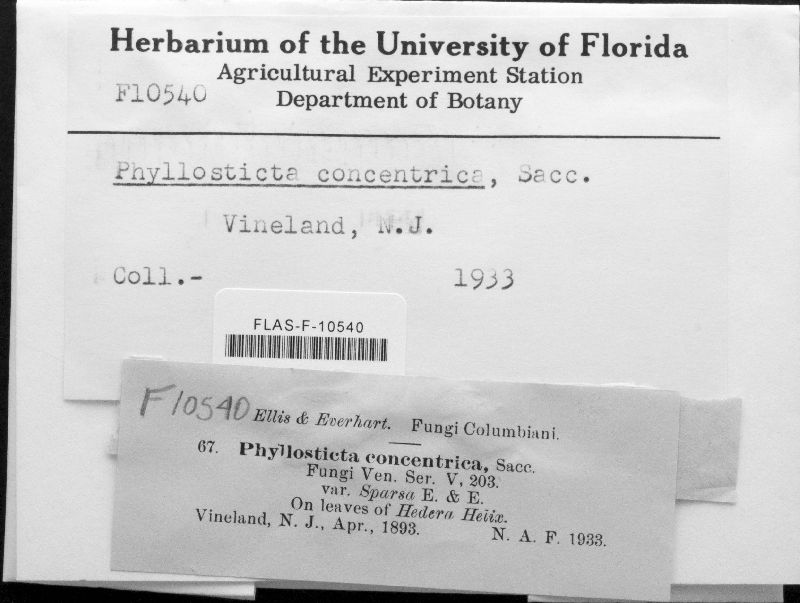 Herbarium of the University of Florida
Agricultural Experiment Station
F10540
Department of Botany
Phyllosticta concentrica, Sacc.
Vineland, N.J.
Coll.- 1933
FLAS-F-10540
F10540 Ellis & Everhart. Fungi Columbiani.
67. Phyllosticta concentrica, Sacc.
Fungi Ven. Ser. V, 203.
var. Sparsa E. & E.
On leaves of Hedera Helix.
Vineland, N. J., Apr., 1893. N. A. F. 1933.